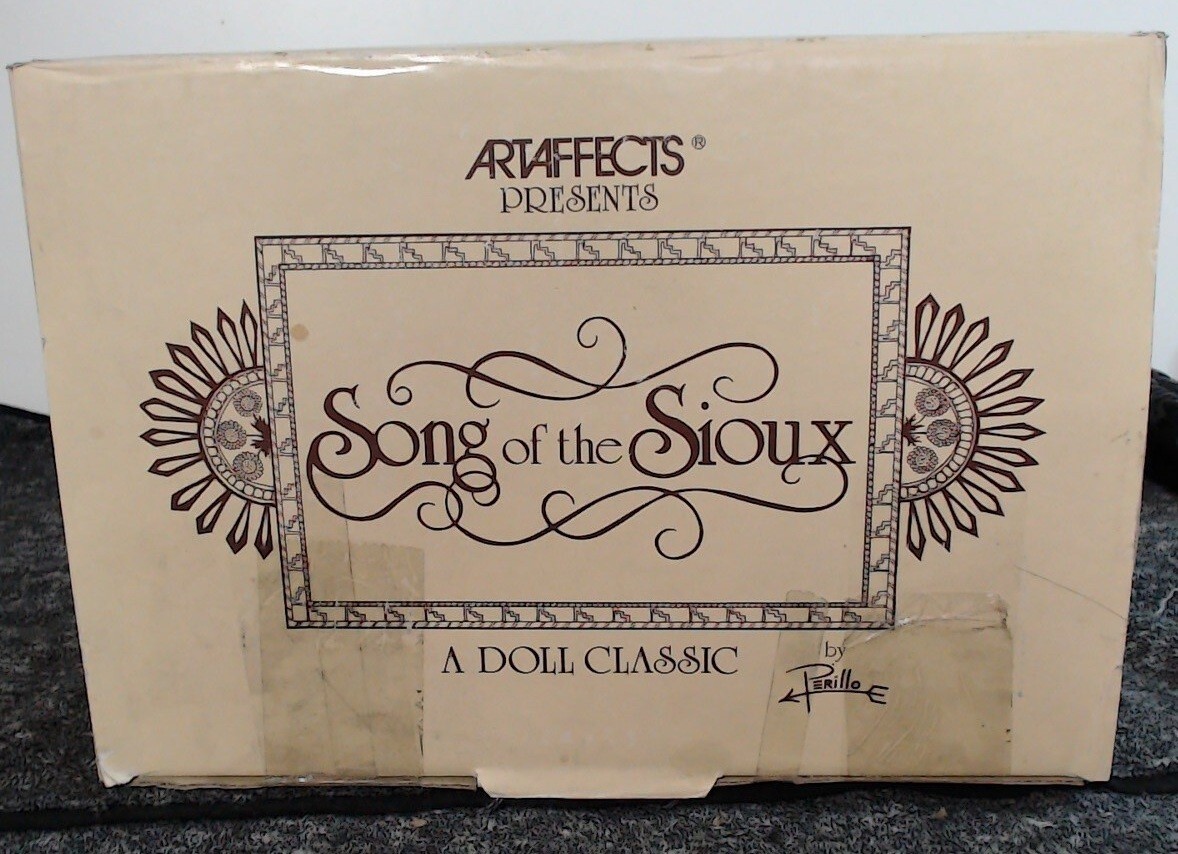 ARTAFFECTS®
PRESENTS
Song of the Sioux
A DOLL CLASSIC
by
Perillo